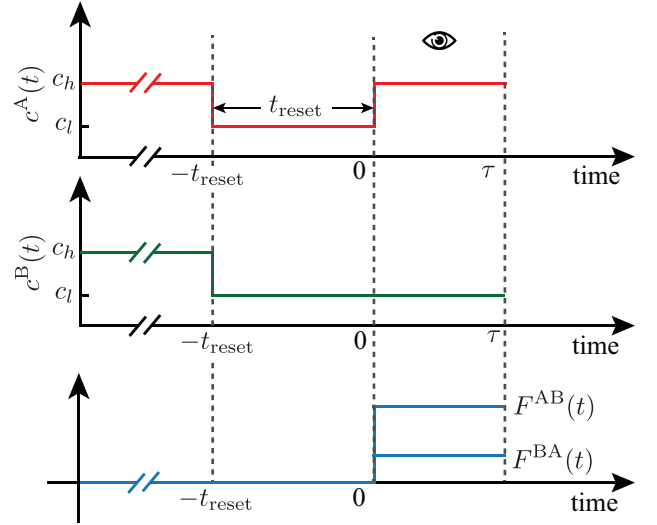 c^A(t)
c_h
c_l
t_reset
−t_reset
0
τ
time
c^B(t)
c_h
c_l
−t_reset
0
τ
time
F^AB(t)
F^BA(t)
−t_reset
0
time